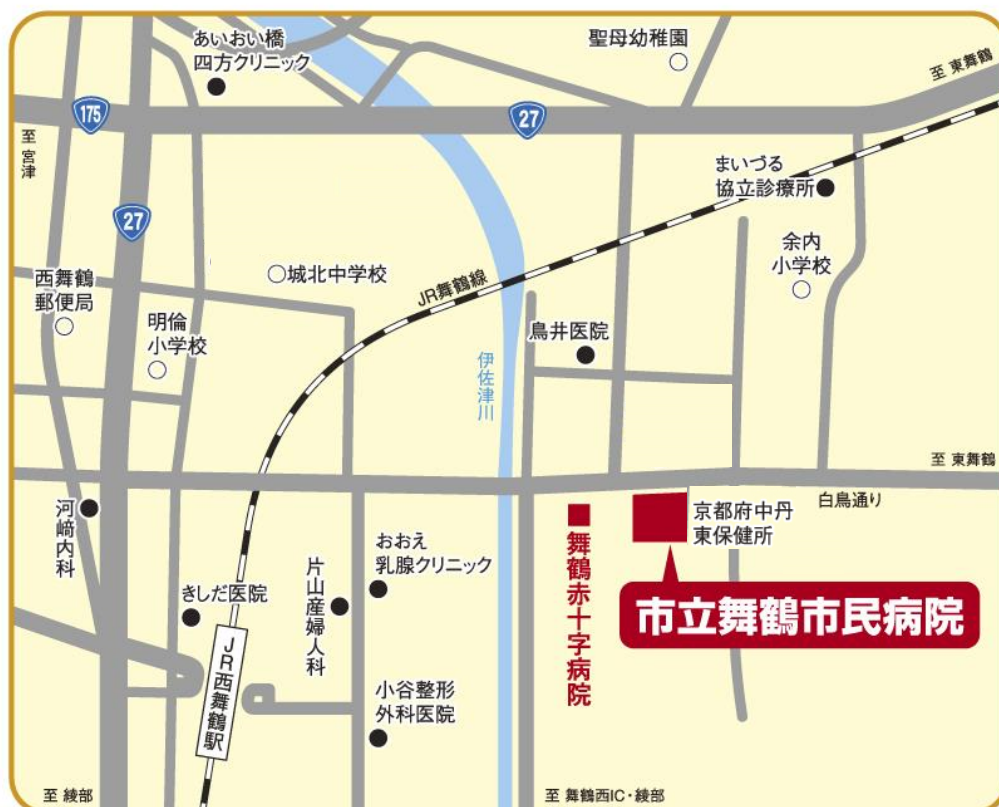 あいおい橋
四方クリニック
聖母幼稚園
至 東舞鶴
175
27
至 宮津
まいづる
協立診療所
27
余内
小学校
西舞鶴
郵便局
城北中学校
JR舞鶴線
明倫
小学校
鳥井医院
伊佐津川
至 東舞鶴
白鳥通り
河﨑内科
京都府中丹
東保健所
おおえ
乳腺クリニック
片山産婦人科
舞鶴赤十字病院
きしだ医院
市立舞鶴市民病院
JR西舞鶴駅
小谷整形
外科医院
至 綾部
至 舞鶴西IC・綾部